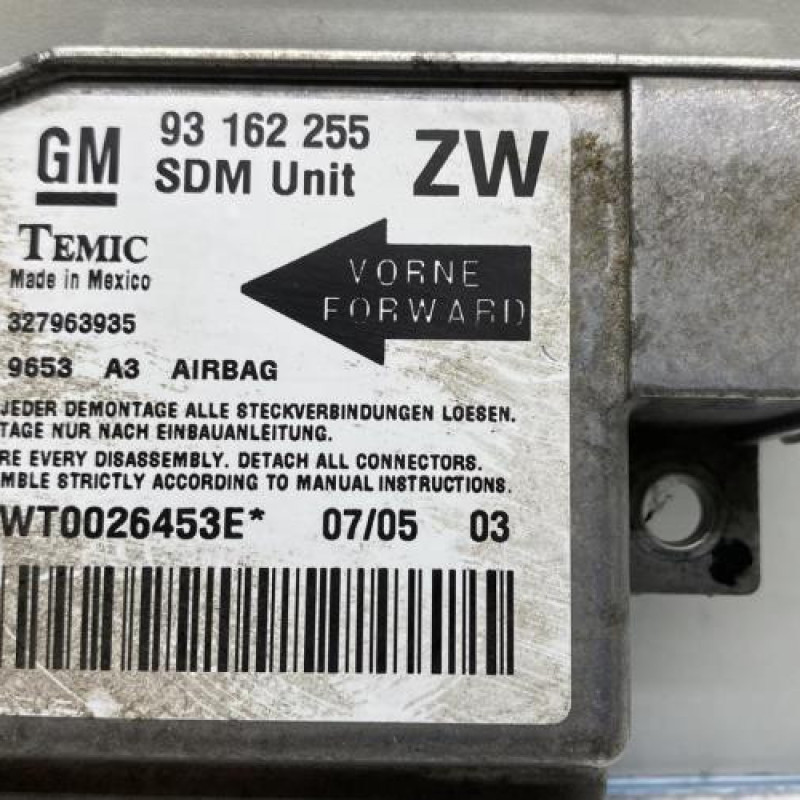 GM 93 162 255 ZW
SDM Unit
TEMIC
Made in Mexico
VORNE
FORWARD
327963935
9653 A3 AIRBAG
JEDER DEMONTAGE ALLE STECKVERBINDUNGEN LOESEN.
TAGE NUR NACH EINBAUANLEITUNG.
RE EVERY DISASSEMBLY. DETACH ALL CONNECTORS.
MBLE STRICTLY ACCORDING TO MANUAL INSTRUCTIONS.
WT0026453E* 07/05 03